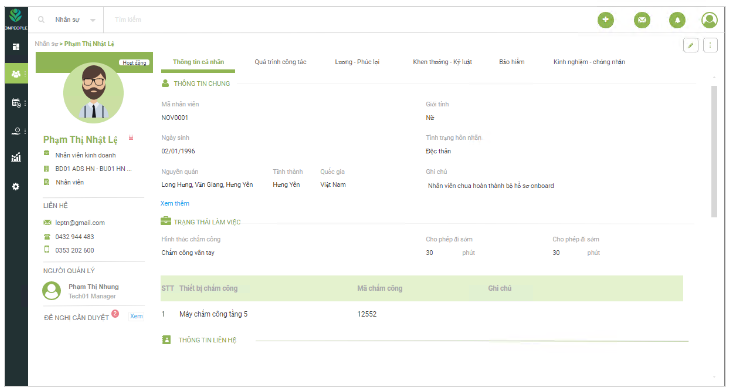 Nhân sự
Tìm kiếm
Nhân sự > Phạm Thị Nhật Lệ
Hoạt động
Thông tin cá nhân
Quá trình công tác
Lương - Phúc lợi
Khen thưởng - Kỷ luật
Bảo hiểm
Kinh nghiệm - chứng nhận
THÔNG TIN CHUNG
Mã nhân viên
Giới tính
NOV0001
Nữ
Ngày sinh
Tình trạng hôn nhân
02/01/1996
Độc thân
Nguyên quán
Tỉnh thành
Quốc gia
Ghi chú
Long Hưng, Văn Giang, Hưng Yên
Hưng Yên
Việt Nam
Nhân viên chưa hoàn thành bộ hồ sơ onboard
Xem thêm
Phạm Thị Nhật Lệ
Nhân viên kinh doanh
BD01 ADS HN - BU01 HN ...
Nhân viên
LIÊN HỆ
leptn@gmail.com
0432 944 483
0353 202 600
NGƯỜI QUẢN LÝ
Phạm Thị Nhung
Tech01 Manager
ĐỀ NGHỊ CẦN DUYỆT
Xem
TRẠNG THÁI LÀM VIỆC
Hình thức chấm công
Cho phép đi sớm
Cho phép đi sớm
Chấm công vân tay
30 phút
30 phút
STT Thiết bị chấm công Mã chấm công Ghi chú
1 Máy chấm công tầng 5 12552
THÔNG TIN LIÊN HỆ